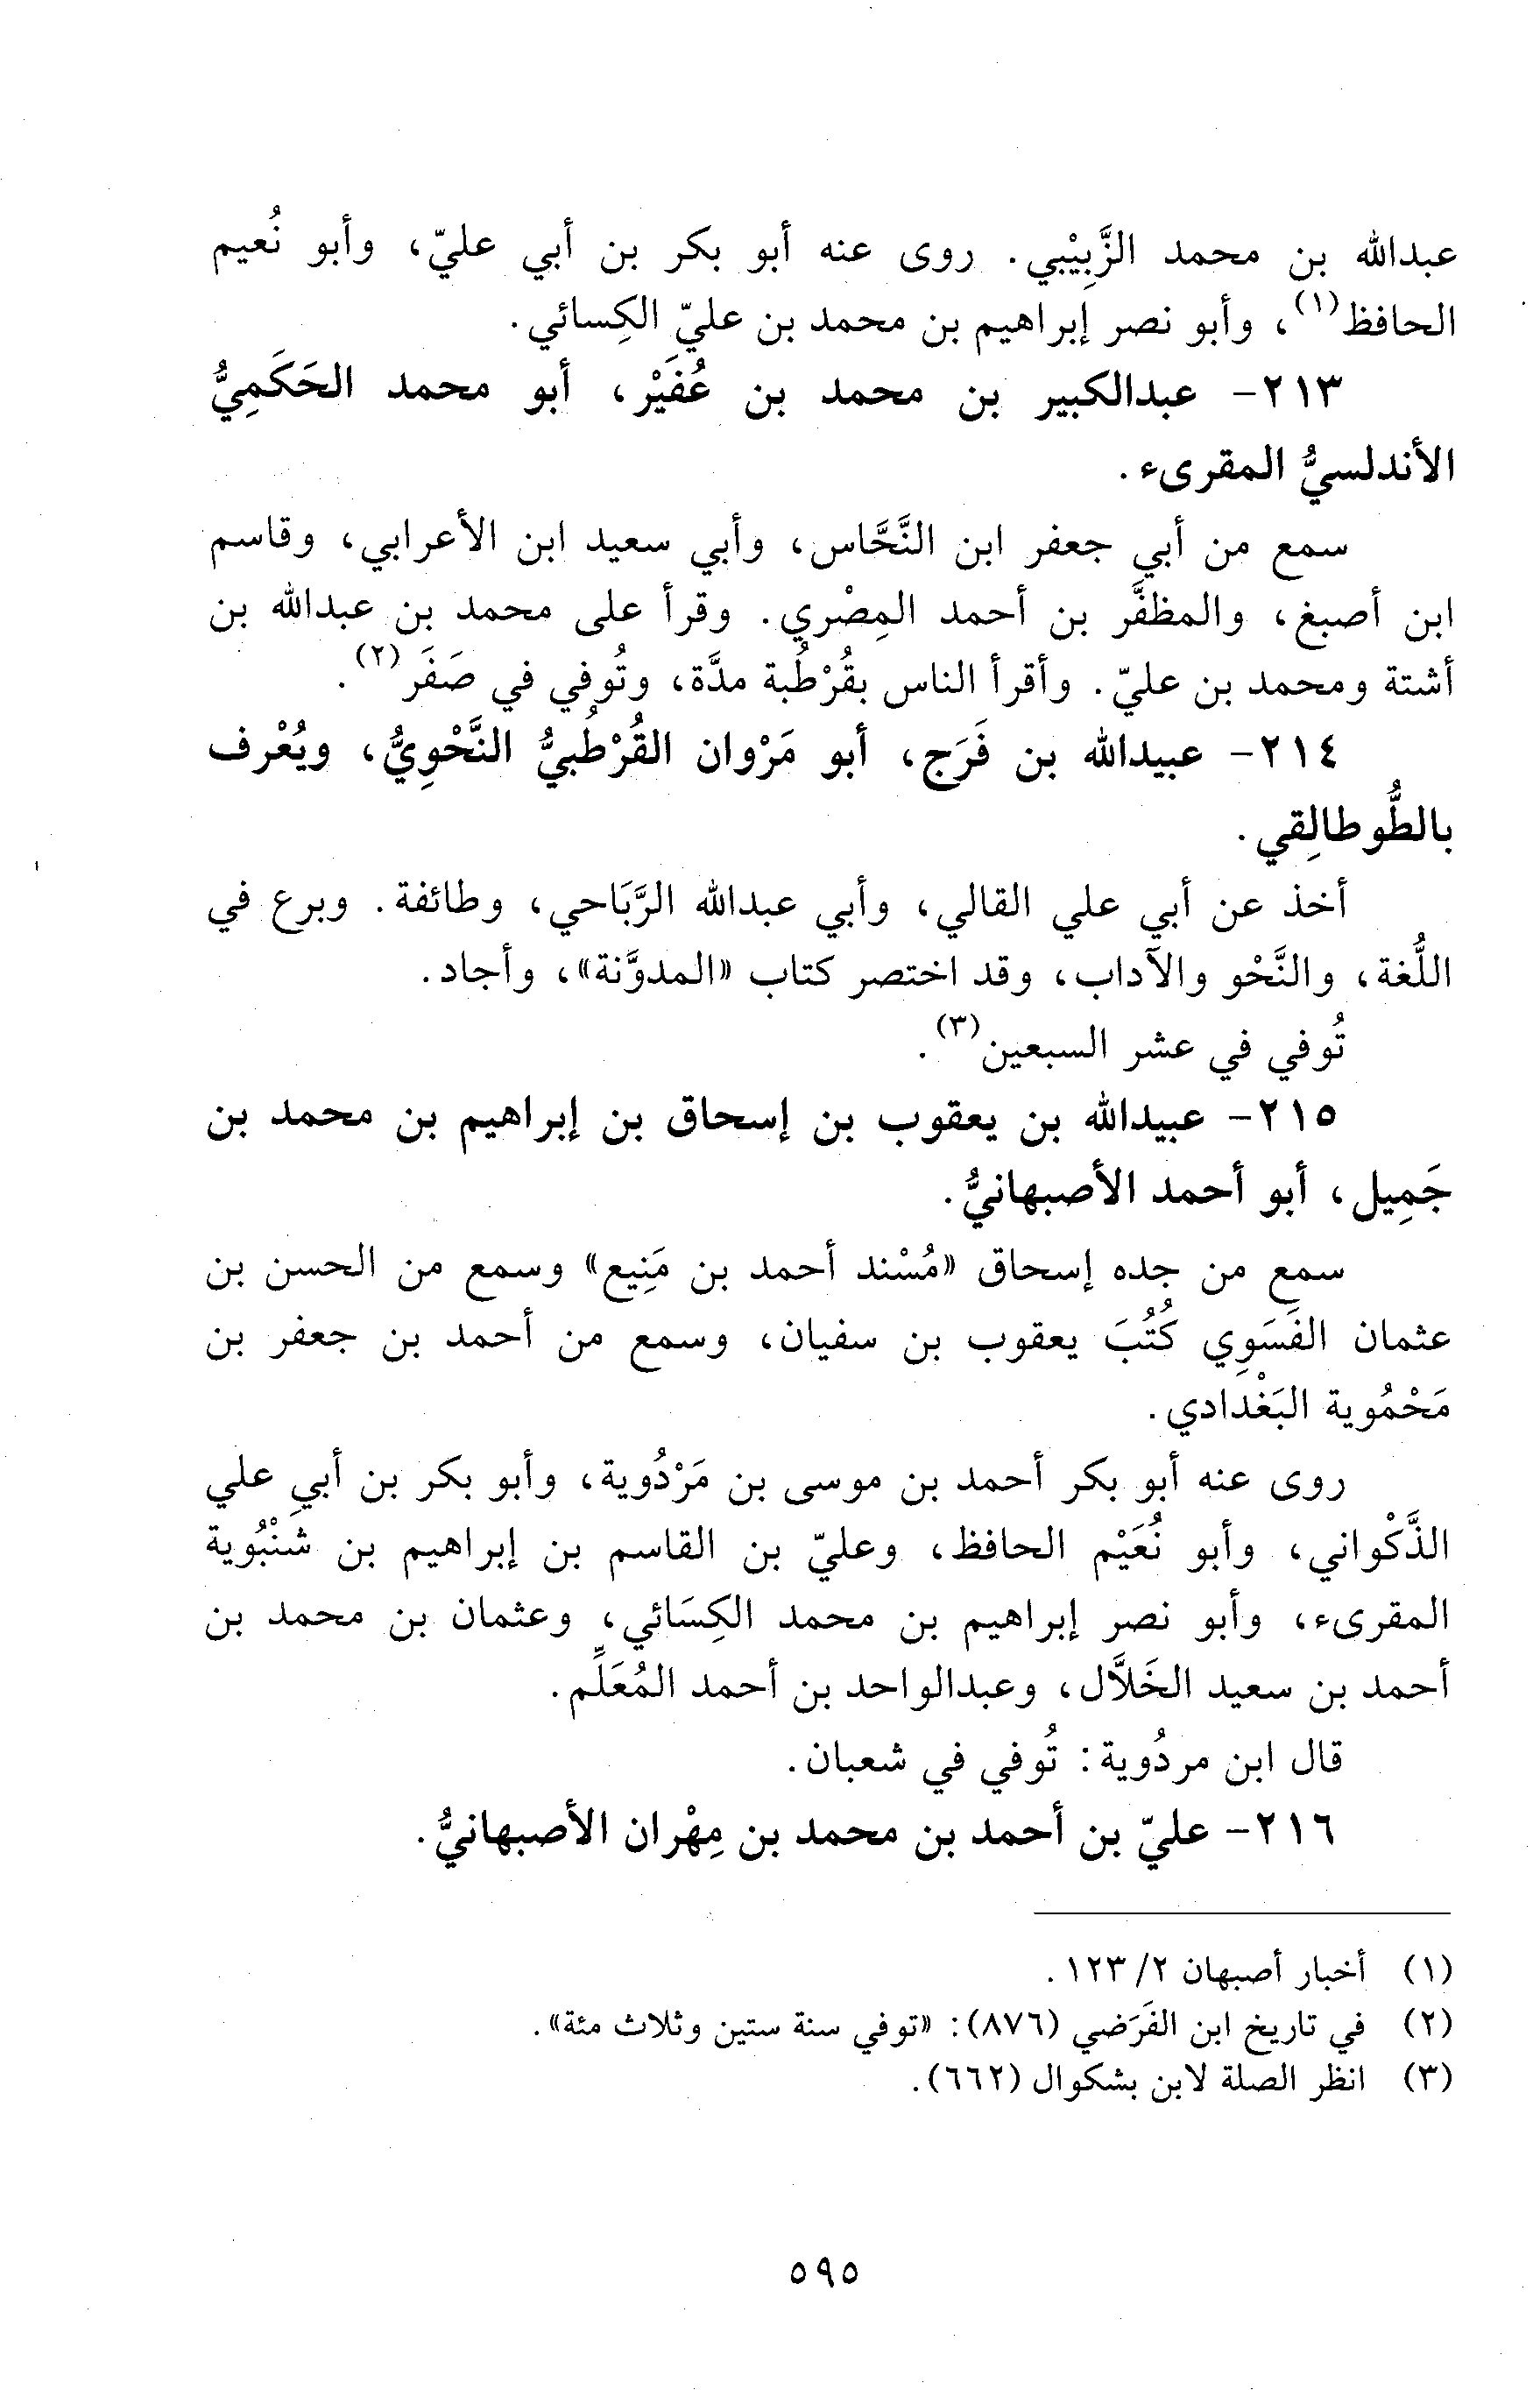 عبدالله بن محمد الزَّبِيْبي. روى عنه أبو بكر بن أبي عليّ، وأبو نُعيم
الحافظ(١)، وأبو نصر إبراهيم بن محمد بن عليّ الكِسائي.
٢١٣- عبدالكبير بن محمد بن عُفَيْر، أبو محمد الحَكَمِيُّ
الأندلسيُّ المقرىء.
سمع من أبي جعفر ابن النَّحَّاس، وأبي سعيد ابن الأعرابي، وقاسم
ابن أصبغ، والمظفَّر بن أحمد المِصْري. وقرأ على محمد بن عبدالله بن
أشتة ومحمد بن عليّ. وأقرأ الناس بقُرْطُبة مدَّة، وتُوفي في صَفَر(٢).
٢١٤- عبيدالله بن فَرَج، أبو مَرْوان القُرْطُبيُّ النَّحْوِيُّ، ويُعْرف
بالطُّوطالِقي.
أخذ عن أبي علي القالي، وأبي عبدالله الرَّبَاحي، وطائفة. وبرع في
اللُّغة، والنَّحْو والآداب، وقد اختصر كتاب «المدوَّنة»، وأجاد.
تُوفي في عشر السبعين(٣).
٢١٥- عبيدالله بن يعقوب بن إسحاق بن إبراهيم بن محمد بن
جَمِيل، أبو أحمد الأصبهانيُّ.
سمع من جده إسحاق «مُسْند أحمد بن مَنِيع» وسمع من الحسن بن
عثمان الفَسَوِي كُتُبَ يعقوب بن سفيان، وسمع من أحمد بن جعفر بن
مَحْمُوية البَغْدادي.
روى عنه أبو بكر أحمد بن موسى بن مَرْدُوية، وأبو بكر بن أبي علي
الذَّكْواني، وأبو نُعَيْم الحافظ، وعليّ بن القاسم بن إبراهيم بن شنْبُوية
المقرىء، وأبو نصر إبراهيم بن محمد الكِسَائي، وعثمان بن محمد بن
أحمد بن سعيد الخَلاَّل، وعبدالواحد بن أحمد المُعَلِّم.
قال ابن مردُوية: تُوفي في شعبان.
٢١٦- عليّ بن أحمد بن محمد بن مِهْران الأصبهانيُّ.
(١) أخبار أصبهان ٢/ ١٢٣.
(٢) في تاريخ ابن الفَرَضي (٨٧٦): «توفي سنة ستين وثلاث مئة».
(٣) انظر الصلة لابن بشكوال (٦٦٢).
٥٩٥